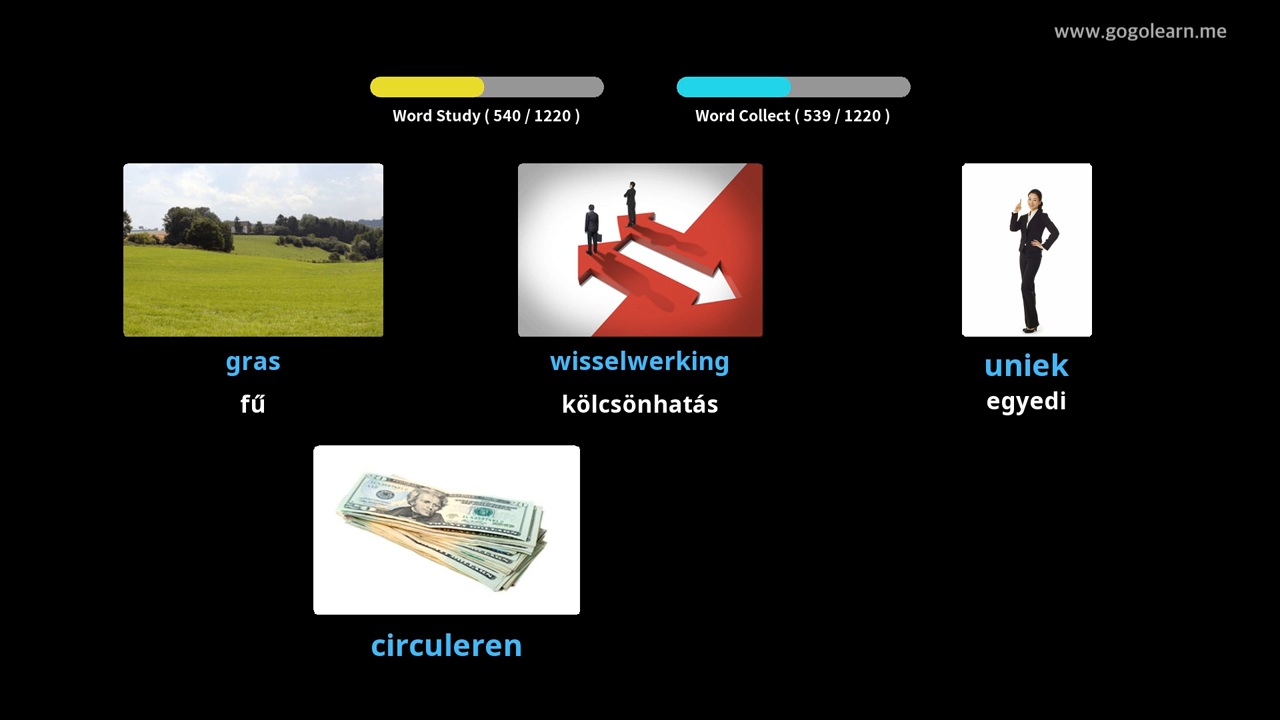 www.gogolearn.me
Word Study ( 540 / 1220 )
Word Collect ( 539 / 1220 )
gras
fű
wisselwerking
kölcsönhatás
uniek
egyedi
circuleren